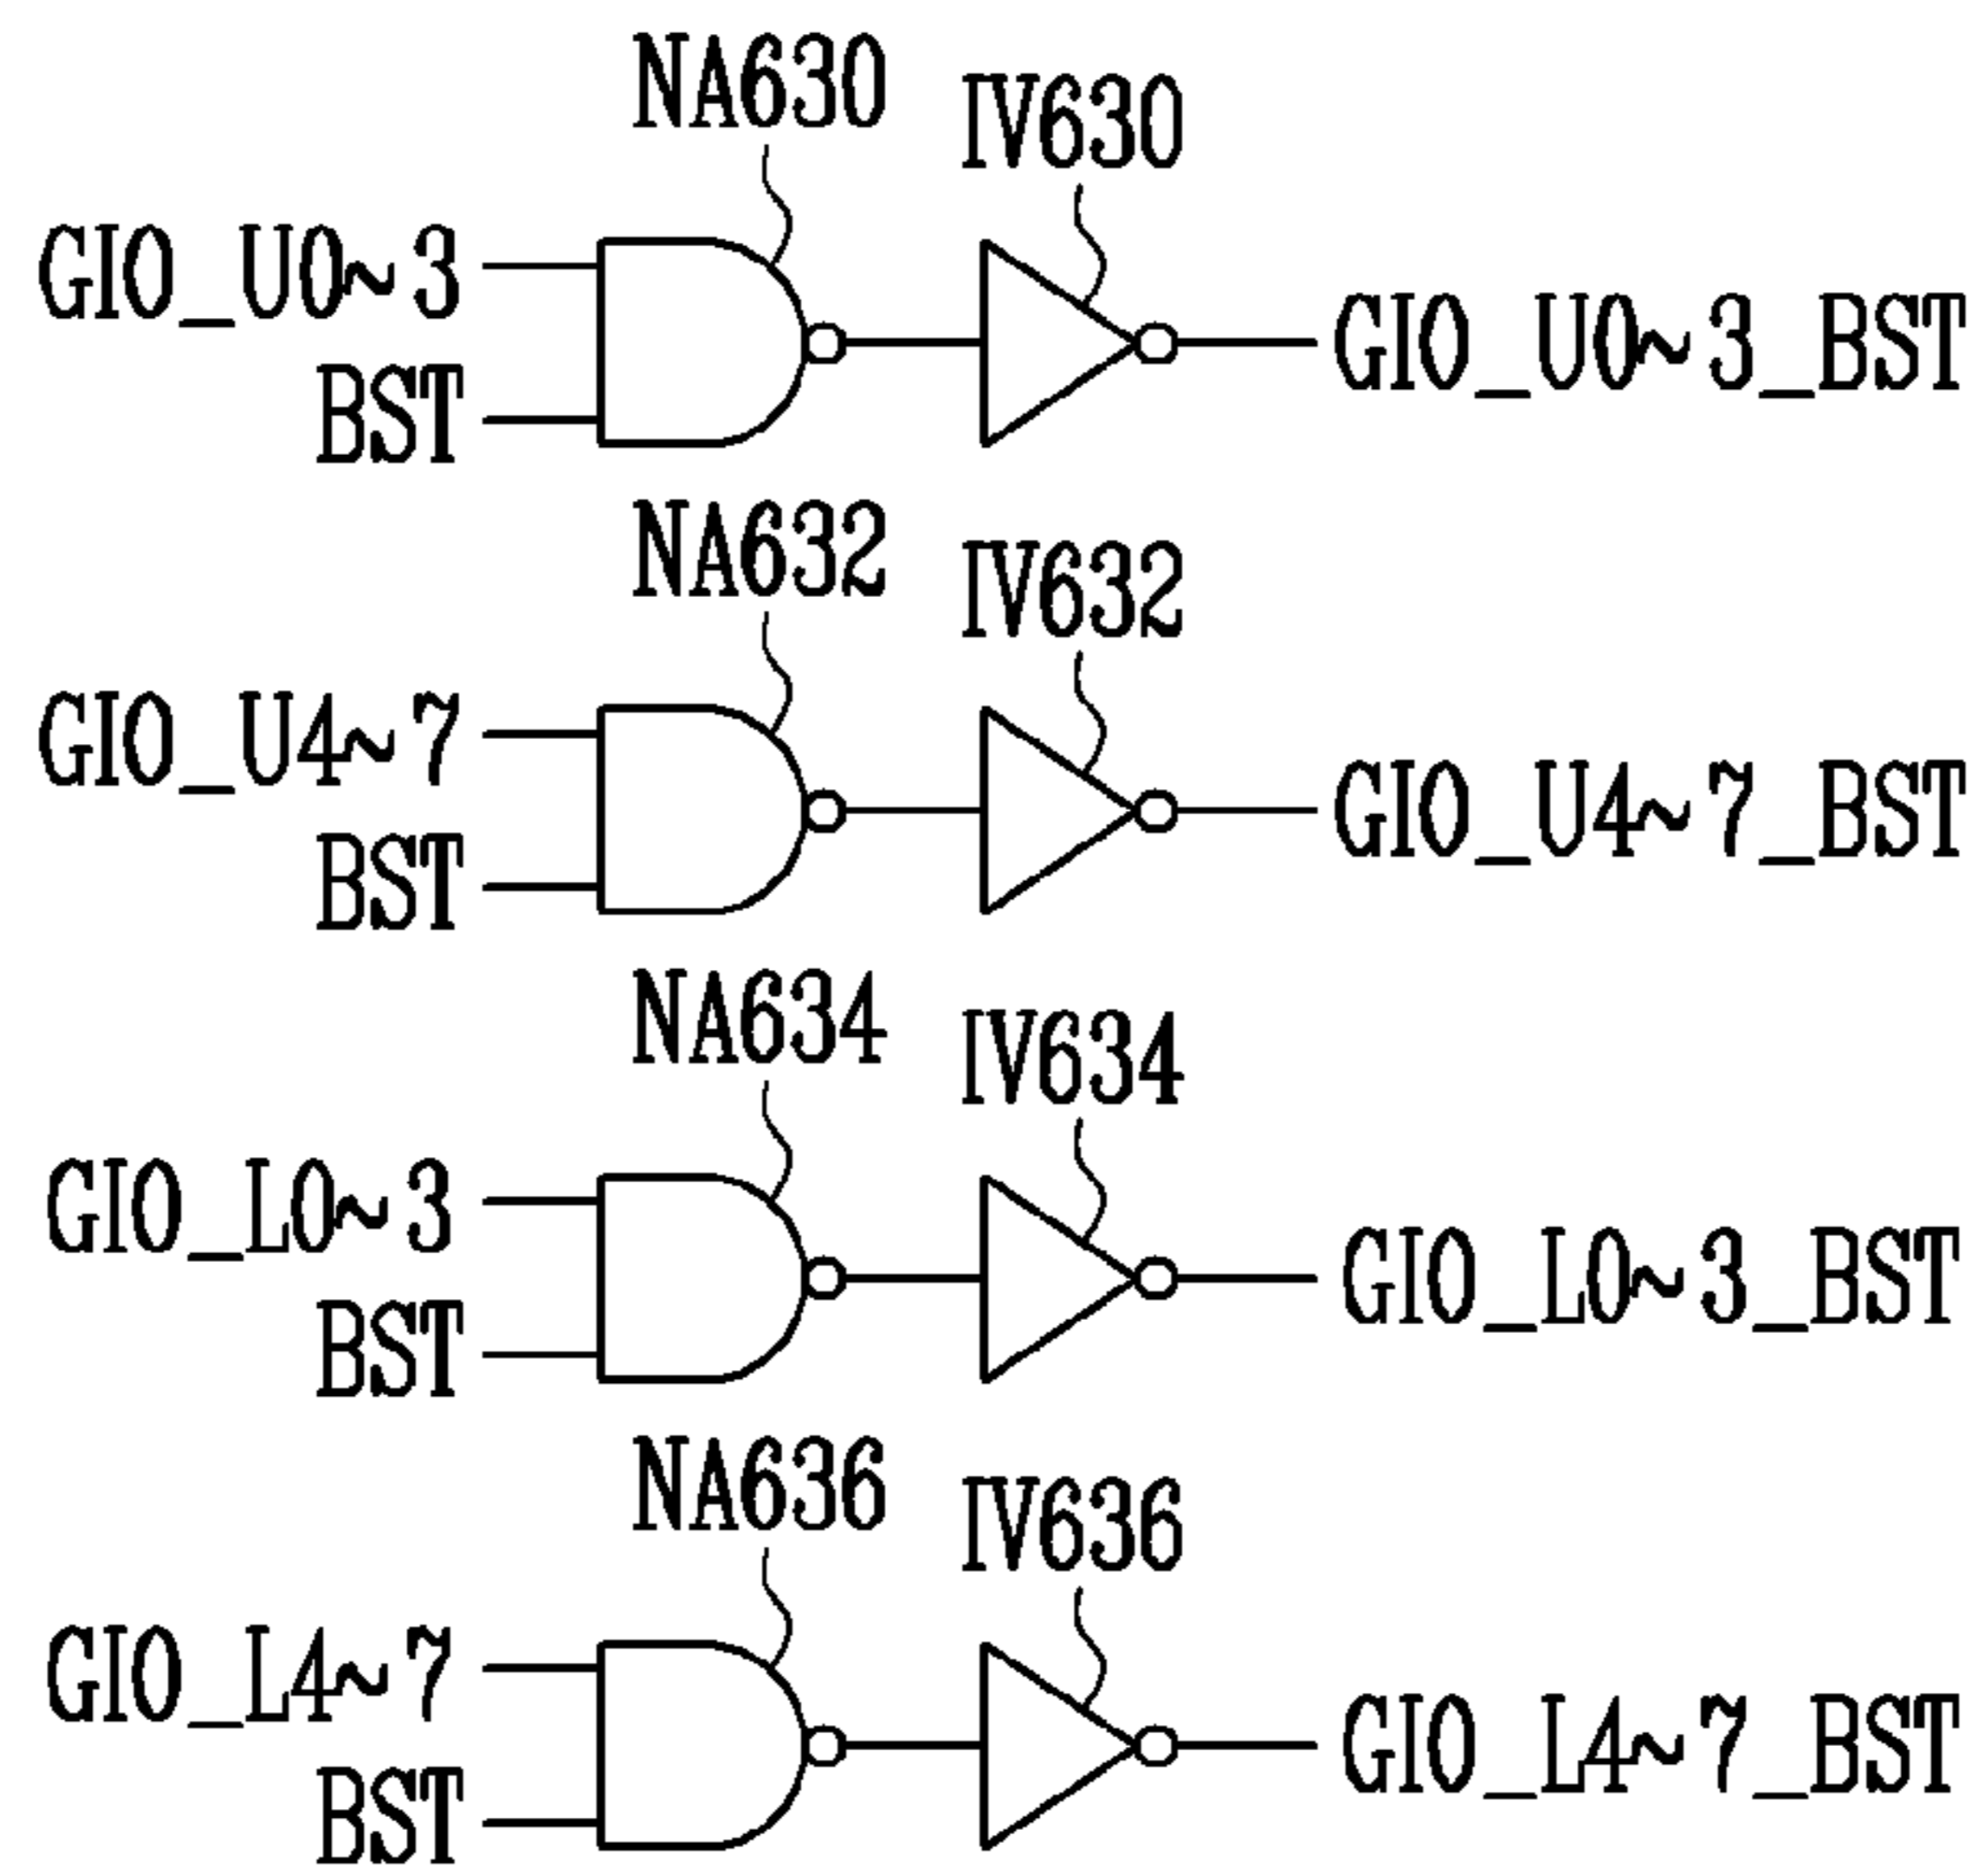 NA630
IV630
GIO_U0~3
BST
GIO_U0~3_BST
NA632
IV632
GIO_U4~7
BST
GIO_U4~7_BST
NA634
IV634
GIO_L0~3
BST
GIO_L0~3_BST
NA636
IV636
GIO_L4~7
BST
GIO_L4~7_BST